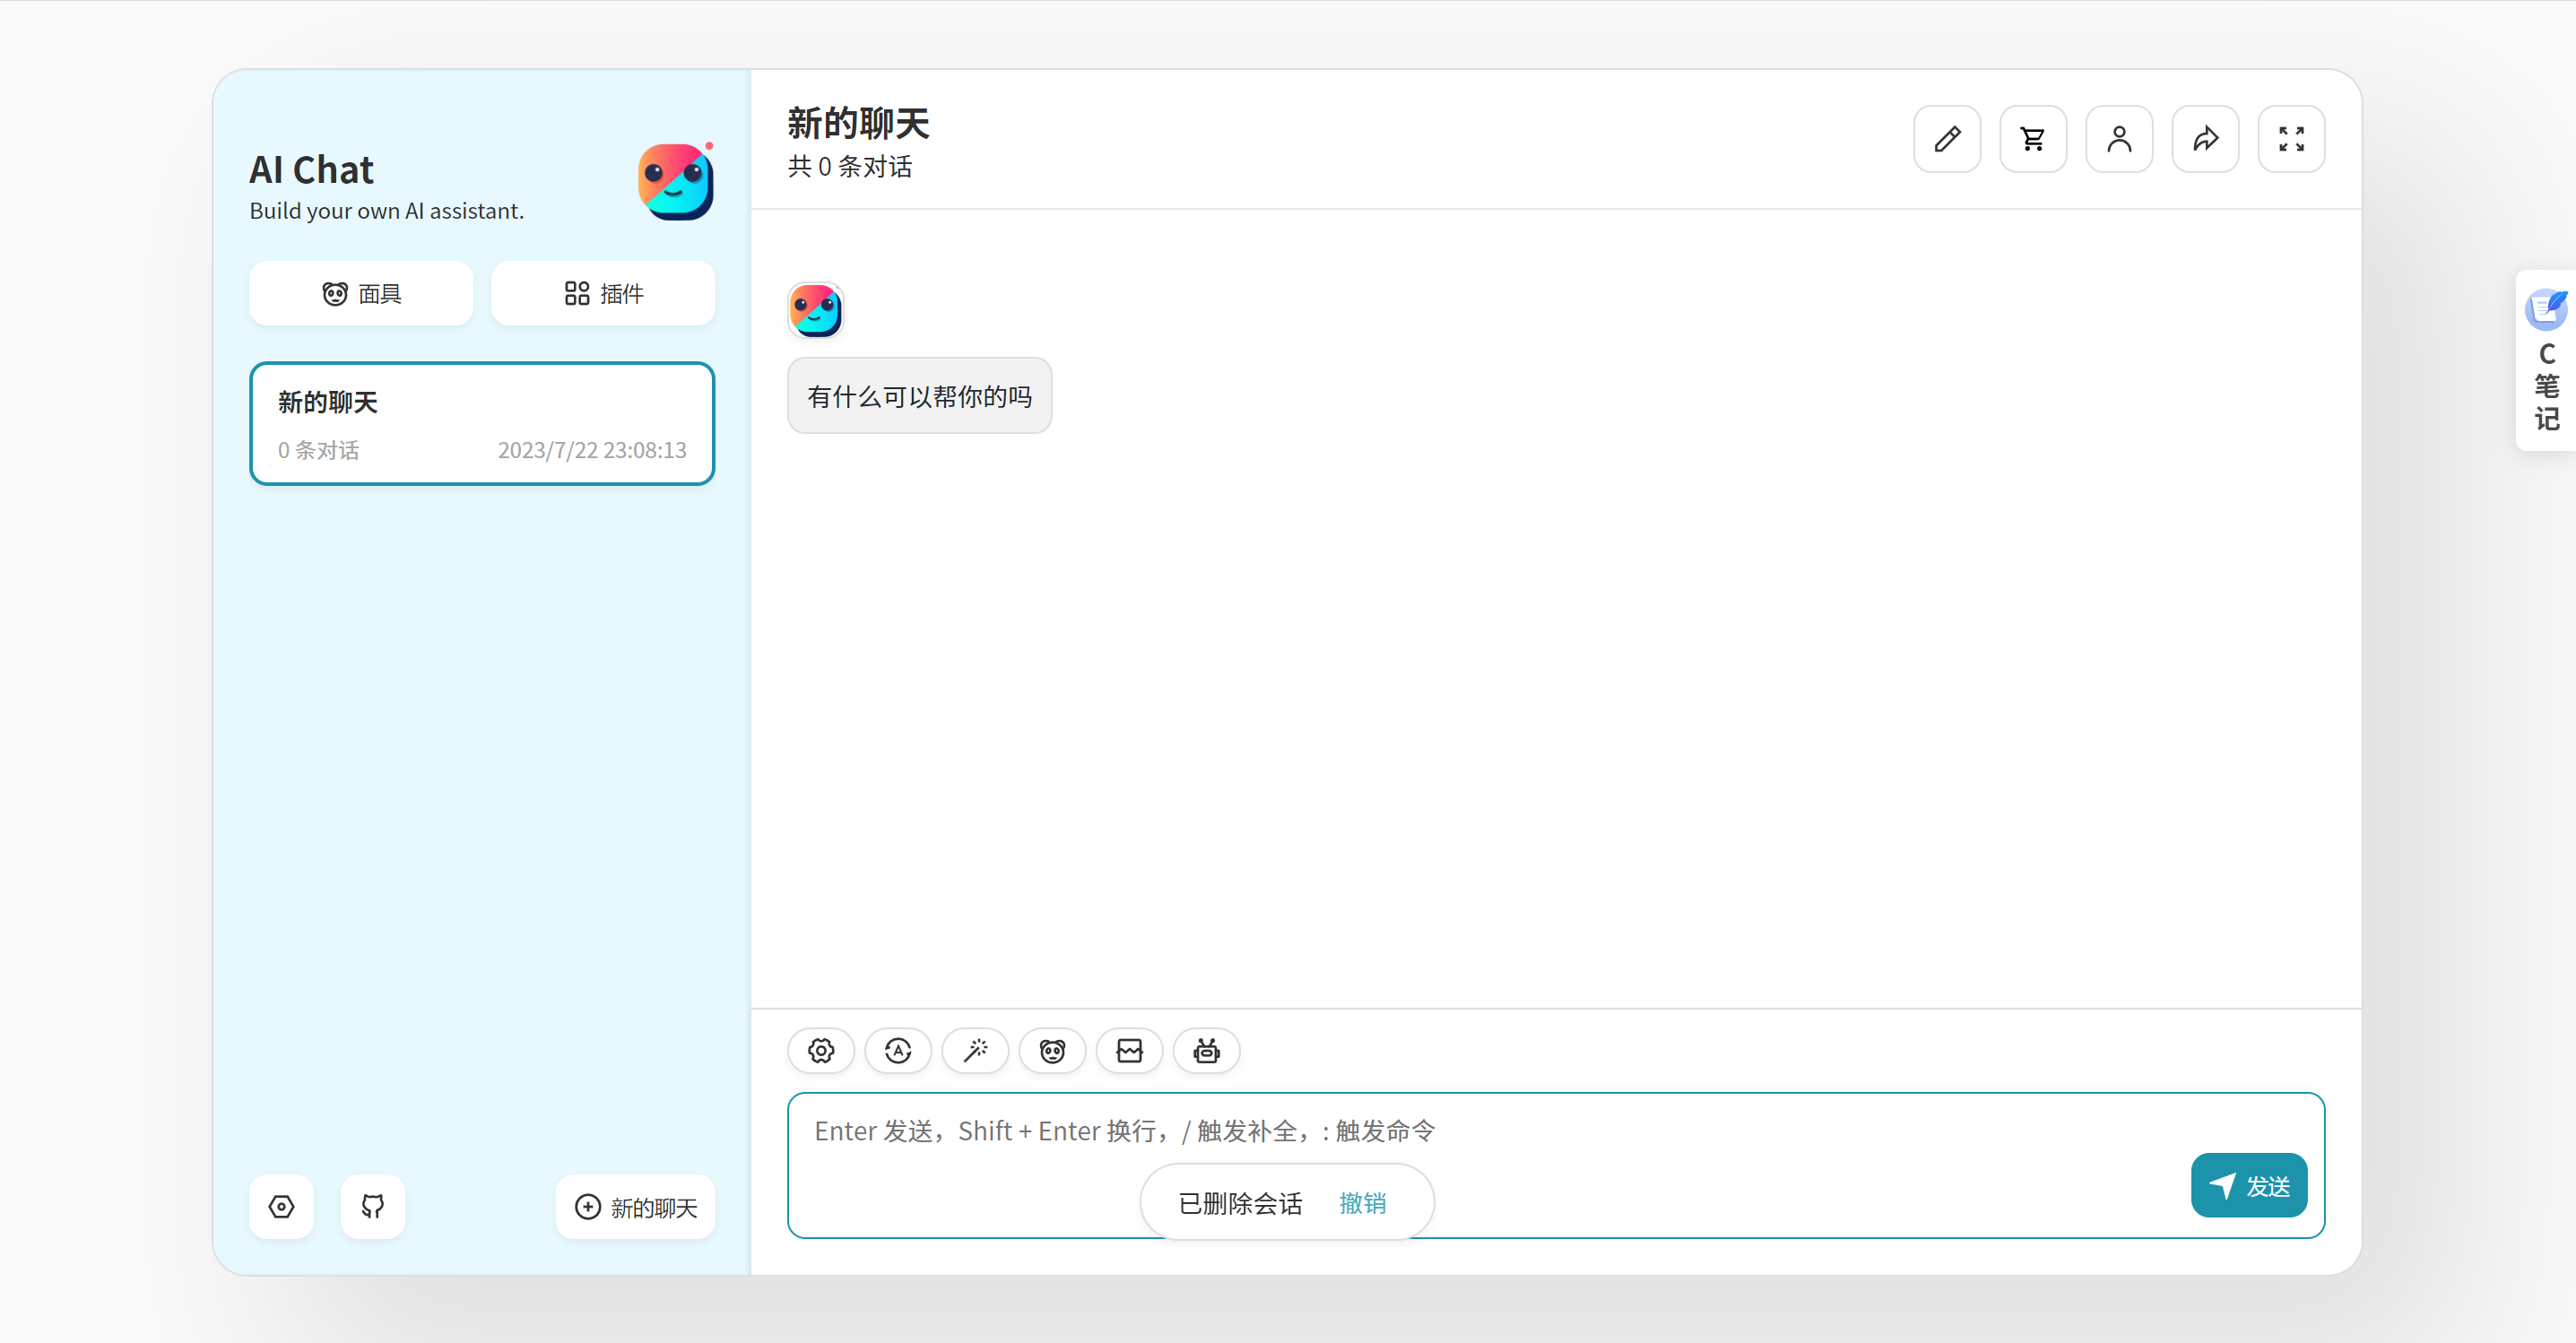 AI Chat
Build your own AI assistant.
面具
插件
新的聊天
0 条对话
2023/7/22 23:08:13
新的聊天
新的聊天
共 0 条对话
有什么可以帮你的吗
Enter 发送，Shift + Enter 换行，/ 触发补全，: 触发命令
已删除会话
撤销
发送
C
笔
记